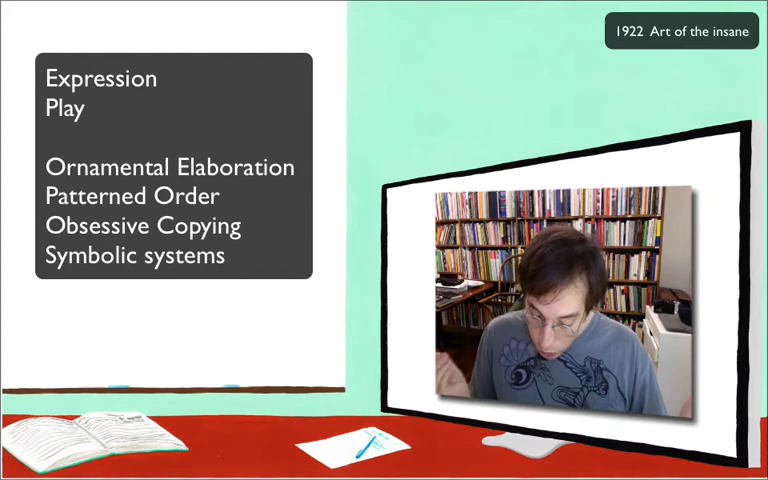 1922 Art of the insane
Expression
Play
Ornamental Elaboration
Patterned Order
Obsessive Copying
Symbolic systems